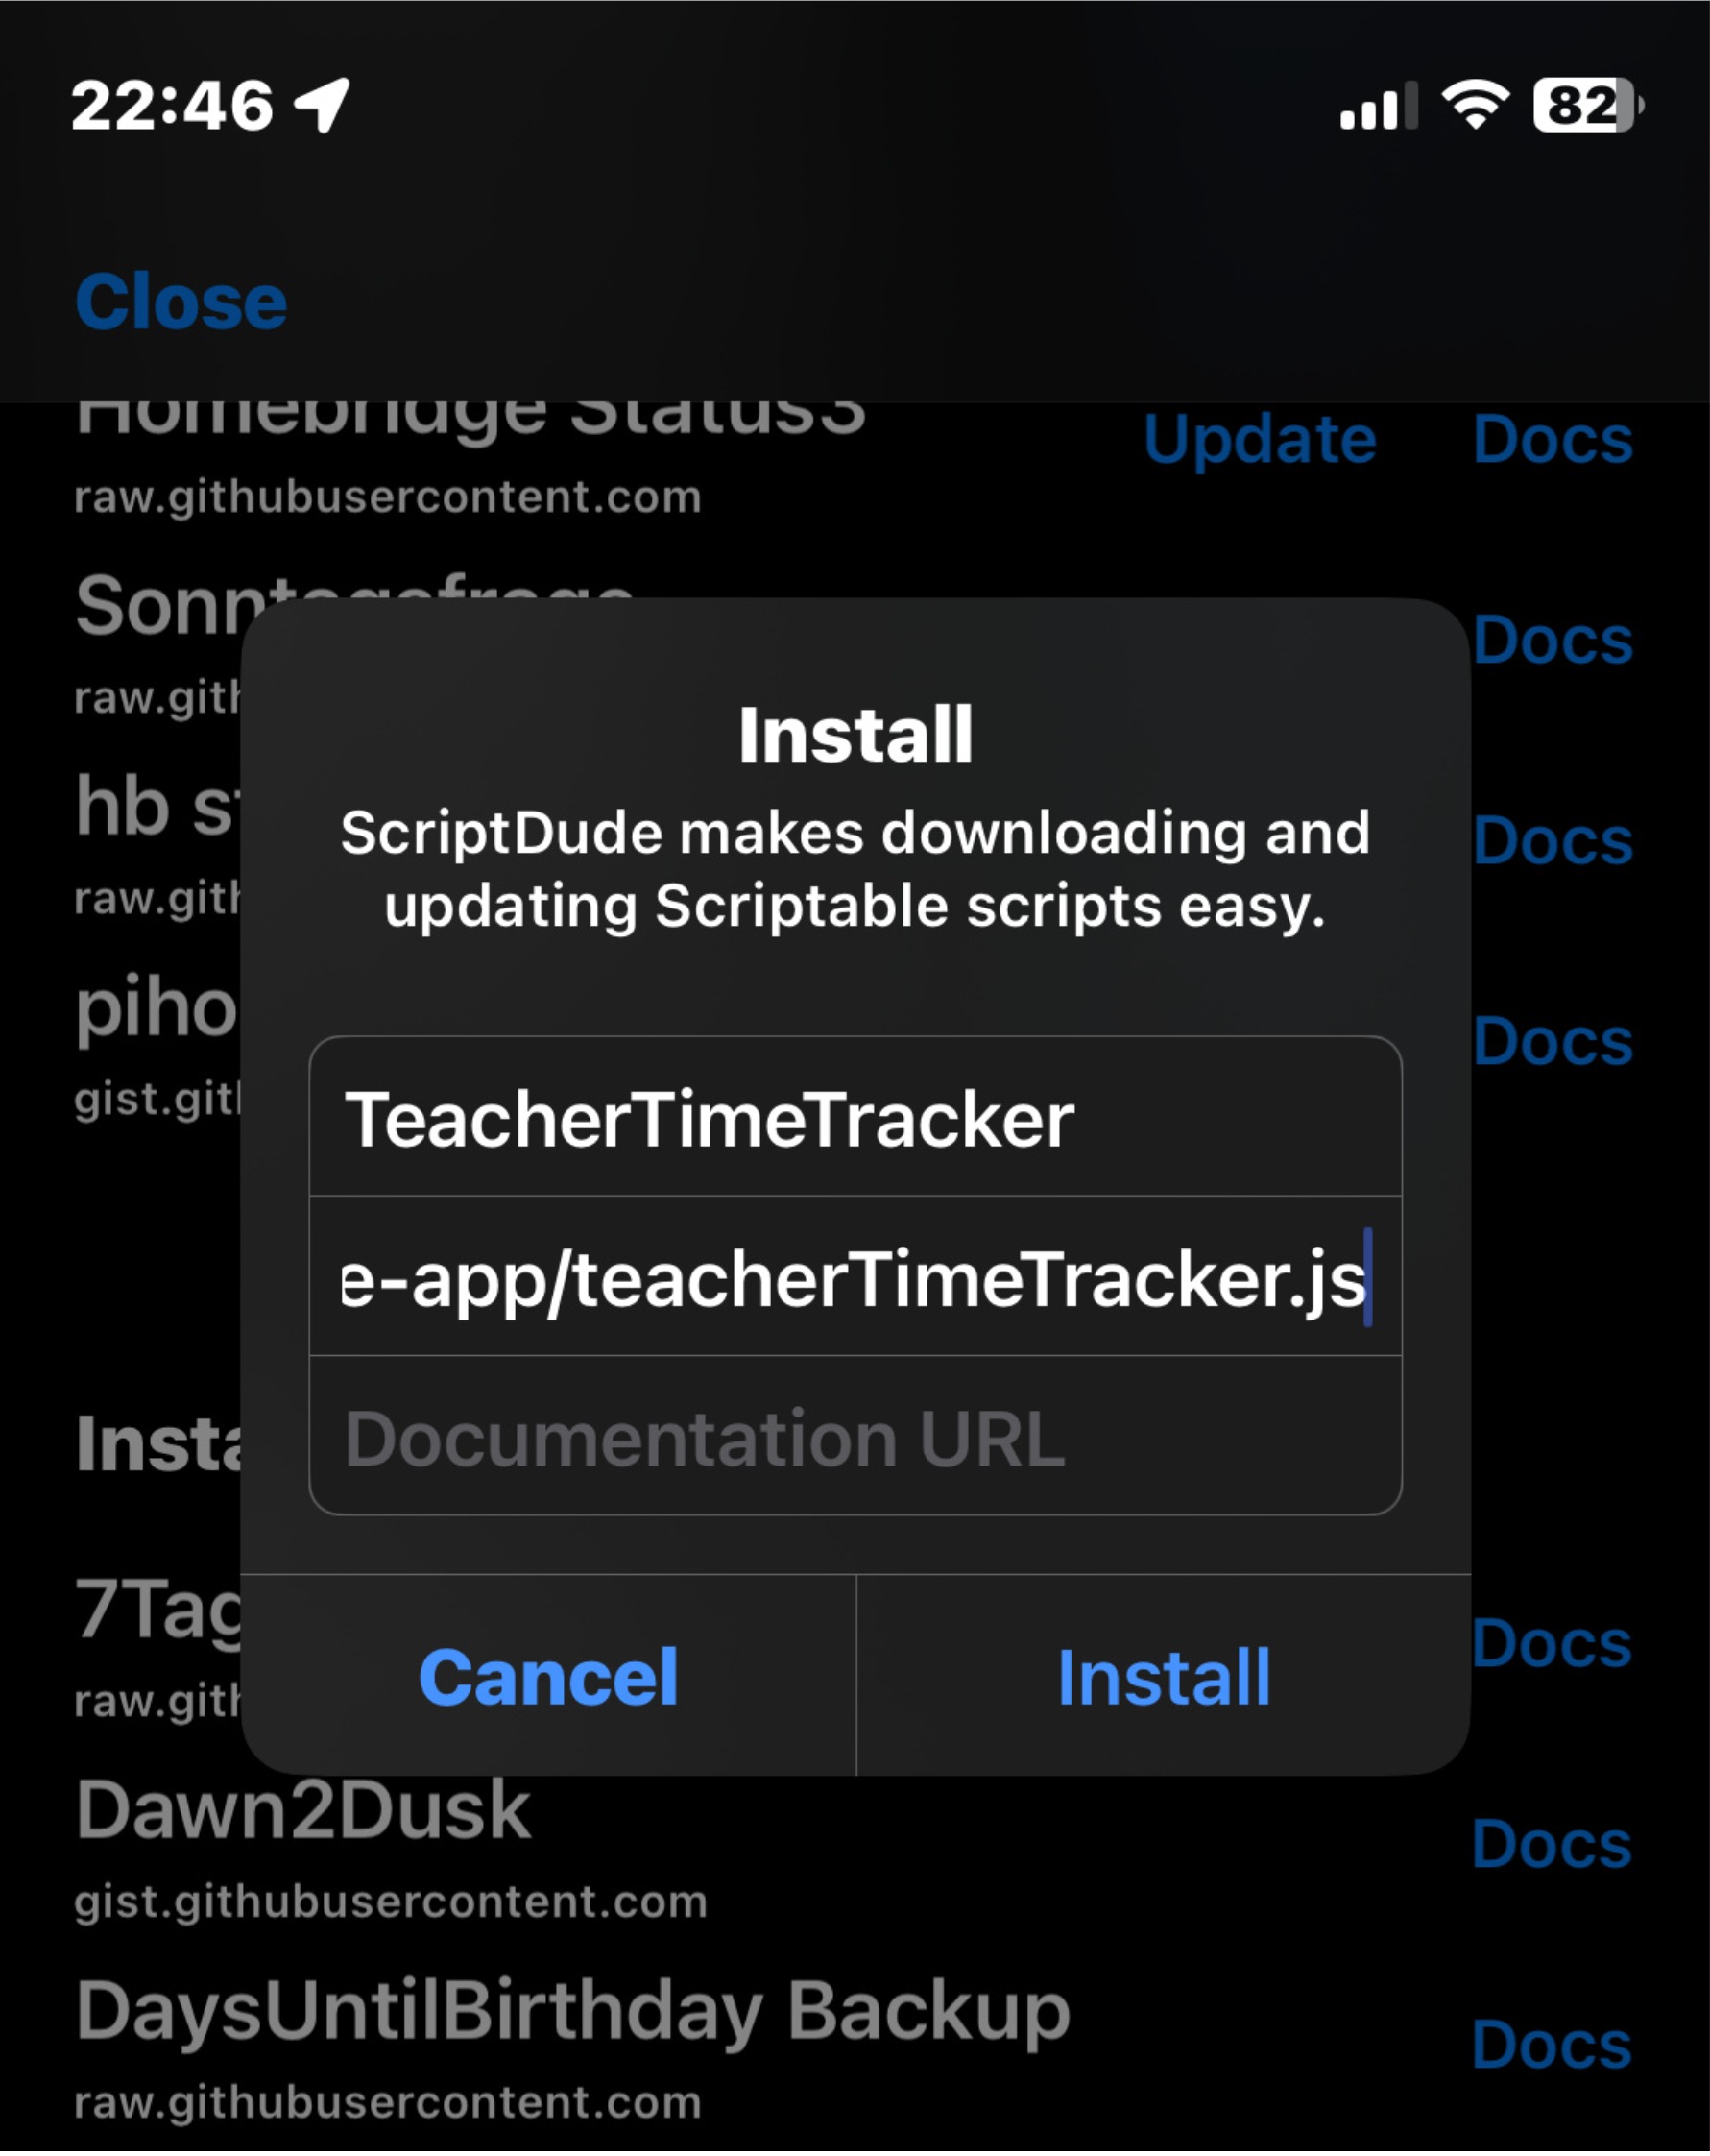 22:46
82
Close
Homebridge Status3
Update Docs
raw.githubusercontent.com
Sonntagsfrage
Docs
raw.gith
Install
ScriptDude makes downloading and
updating Scriptable scripts easy.
hb s
Docs
raw.gith
piho
Docs
gist.git
TeacherTimeTracker
e-app/teacherTimeTracker.js
Documentation URL
Insta
7Tag
Docs
raw.gith
Cancel Install
Dawn2Dusk
Docs
gist.githubusercontent.com
DaysUntilBirthday Backup
Docs
raw.githubusercontent.com